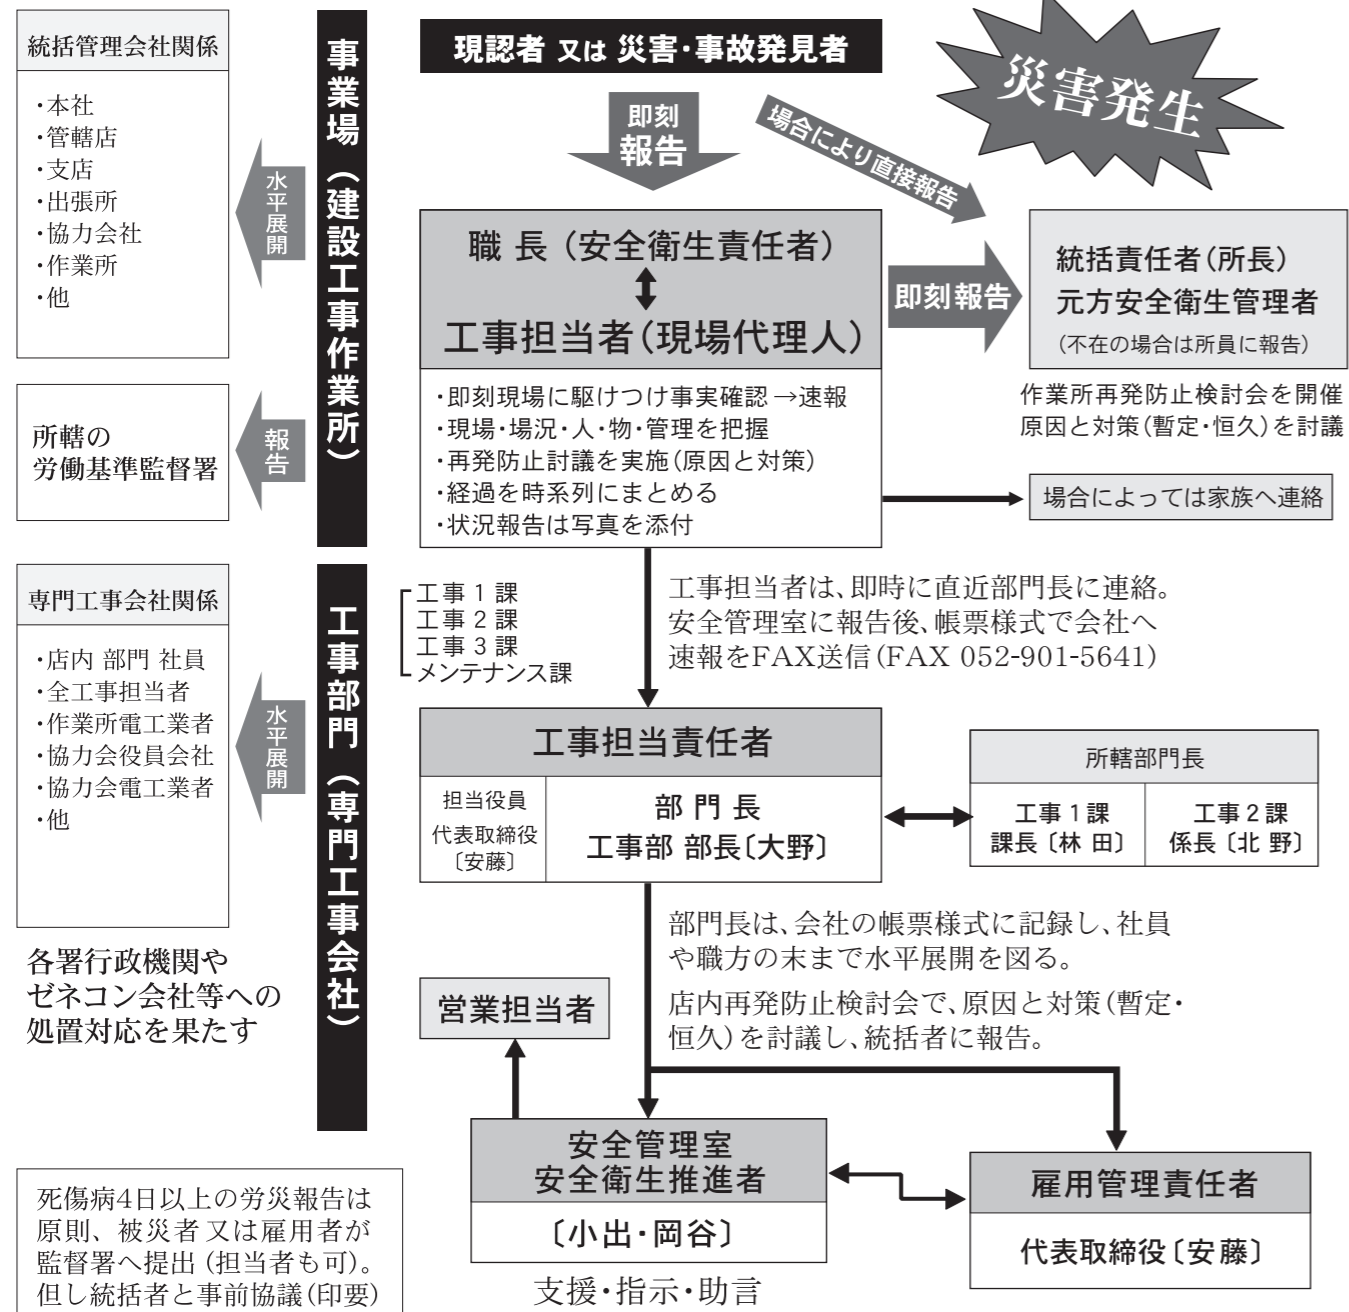 災害発生
現認者 又は 災害・事故発見者
即刻
報告
場合により直接報告
職 長（安全衛生責任者）
工事担当者（現場代理人）
・即刻現場に駆けつけ事実確認→速報
・現場・場況・人・物・管理を把握
・再発防止討議を実施（原因と対策）
・経過を時系列にまとめる
・状況報告は写真を添付
即刻報告
統括責任者（所長）
元方安全衛生管理者
（不在の場合は所員に報告）
作業所再発防止検討会を開催
原因と対策（暫定・恒久）を討議
場合によっては家族へ連絡
事業場（建設工事作業所）
水平展開
統括管理会社関係
・本社
・管轄店
・支店
・出張所
・協力会社
・作業所
・他
報告
所轄の
労働基準監督署
工事１課
工事２課
工事３課
メンテナンス課
工事担当者は、即時に直近部門長に連絡。
安全管理室に報告後、帳票様式で会社へ
速報をFAX送信（FAX 052-901-5641）
工事部門（専門工事会社）
水平展開
専門工事会社関係
・店内 部門 社員
・全工事担当者
・作業所電工業者
・協力会役員会社
・協力会電工業者
・他
各署行政機関や
ゼネコン会社等への
処置対応を果たす
工事担当責任者
担当役員
代表取締役
〔安藤〕
部 門 長
工事部 部長〔大野〕
所轄部門長
工事１課
課長〔林 田〕
工事２課
係長〔北 野〕
部門長は、会社の帳票様式に記録し、社員
や職方の末まで水平展開を図る。
店内再発防止検討会で、原因と対策（暫定・
恒久）を討議し、統括者に報告。
営業担当者
安全管理室
安全衛生推進者
〔小出・岡谷〕
支援・指示・助言
雇用管理責任者
代表取締役〔安藤〕
死傷病4日以上の労災報告は
原則、被災者 又は雇用者が
監督署へ提出（担当者も可）。
但し統括者と事前協議（印要）